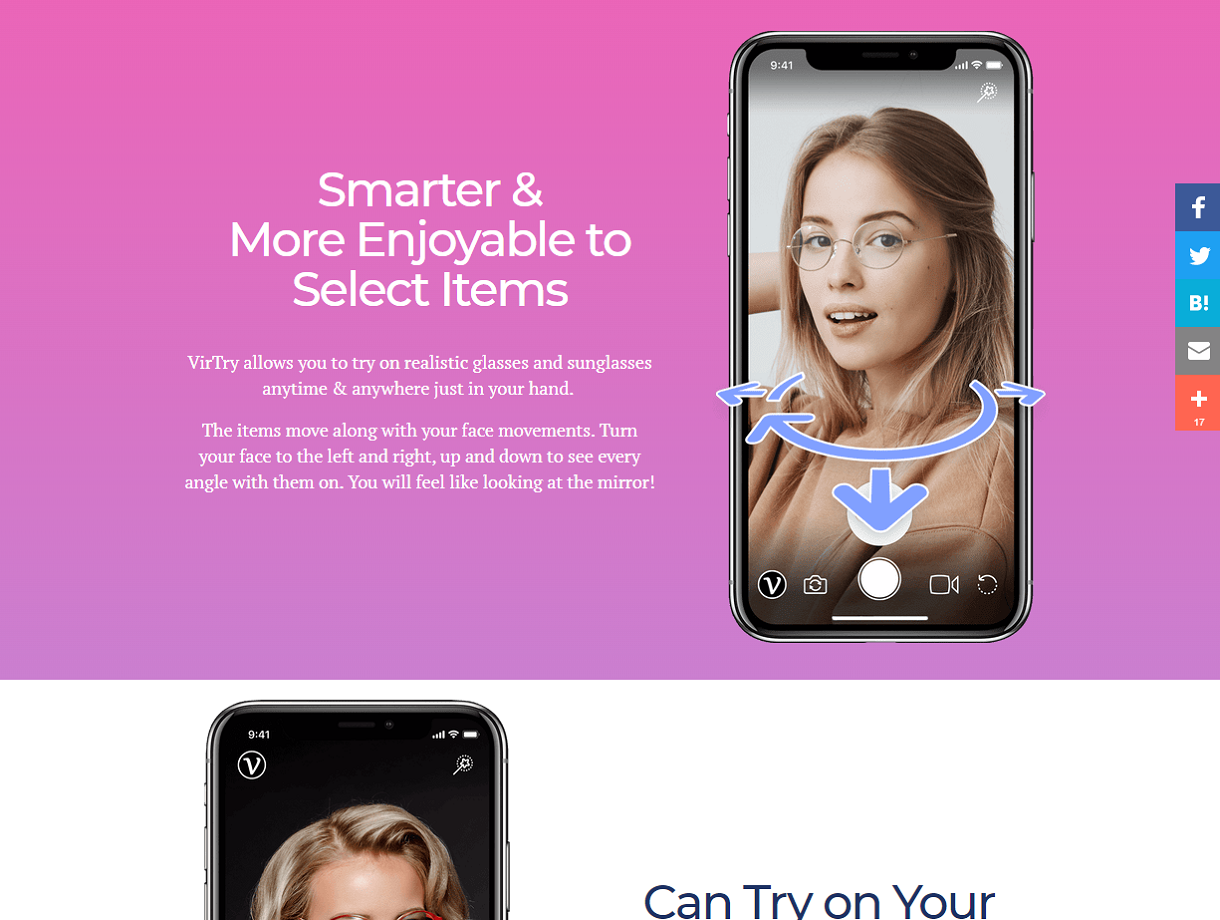 9:41
Smarter &
More Enjoyable to
Select Items
VirTry allows you to try on realistic glasses and sunglasses
anytime & anywhere just in your hand.
The items move along with your face movements. Turn
your face to the left and right, up and down to see every
angle with them on. You will feel like looking at the mirror!
B!
17
V
9:41
V
Can Try on Your